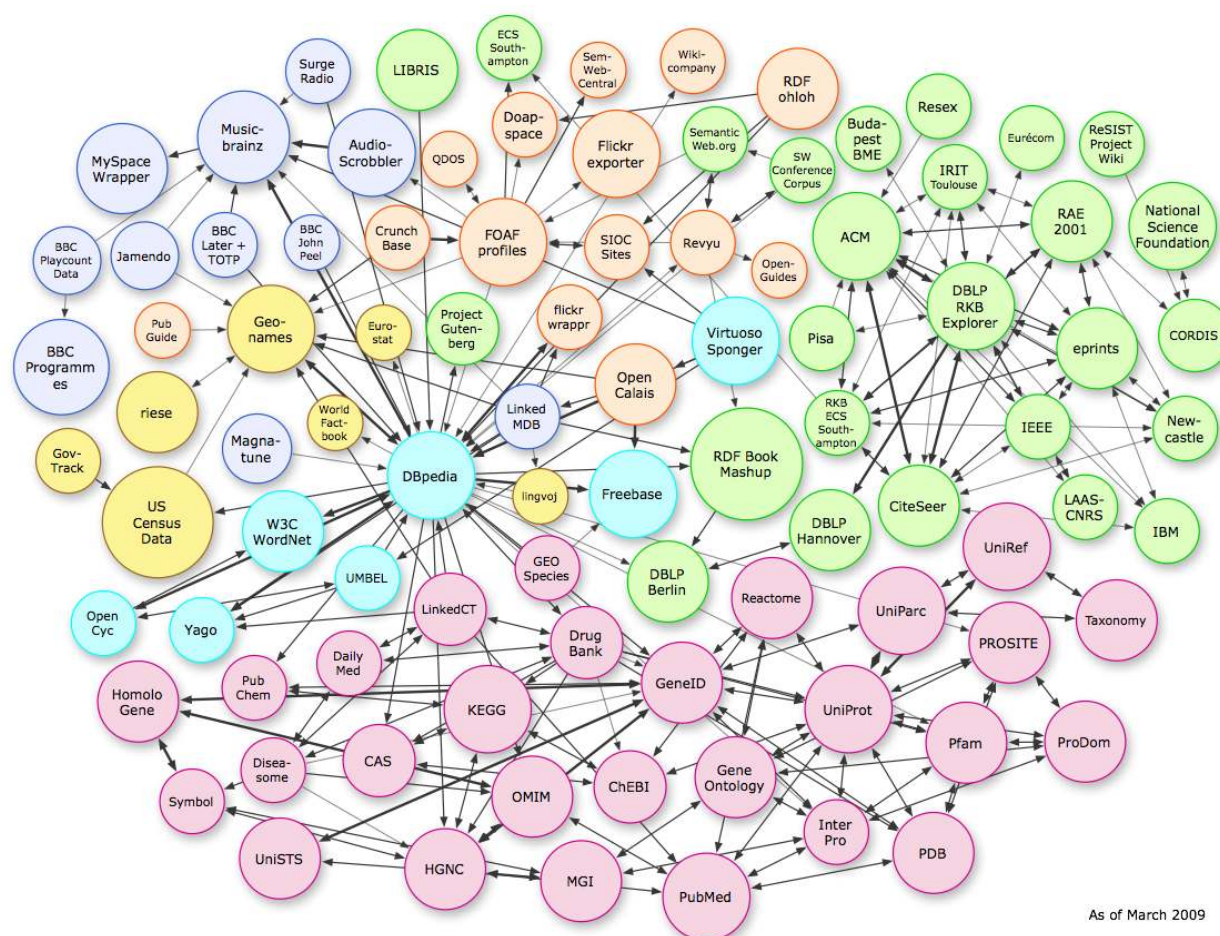 Surge
Radio
LIBRIS
ECS
South-
ampton
Sem-
Web-
Central
Wiki-
company
RDF
ohloh
Music-
brainz
Audio-
Scrobbler
MySpace
Wrapper
QDOS
Doap-
space
Flickr
exporter
Semantic
Web.org
SW
Conference
Corpus
Buda-
pest
BME
Resex
IRIT
Toulouse
Eurécom
ReSIST
Project
Wiki
BBC
Playcount
Data
Jamendo
BBC
Later +
TOTP
BBC
John
Peel
Crunch
Base
FOAF
profiles
SIOC
Sites
Revyu
Open-
Guides
ACM
RAE
2001
National
Science
Foundation
DBLP
RKB
Explorer
Pub
Guide
Geo-
names
Euro-
stat
Project
Guten-
berg
flickr
wrappr
Virtuoso
Sponger
Pisa
eprints
CORDIS
BBC
Programm
es
riese
World
Fact-
book
Linked
MDB
Open
Calais
RKB
ECS
South-
ampton
IEEE
New-
castle
Gov-
Track
Magna-
tune
DBpedia
RDF Book
Mashup
US
Census
Data
W3C
WordNet
lingvoj
Freebase
CiteSeer
LAAS-
CNRS
IBM
DBLP
Hannover
UMBEL
GEO
Species
DBLP
Berlin
UniRef
Open
Cyc
Yago
LinkedCT
Reactome
UniParc
Taxonomy
Daily
Med
Drug
Bank
PROSITE
Homolo
Gene
Pub
Chem
KEGG
GeneID
UniProt
Pfam
ProDom
Disea-
some
CAS
Symbol
OMIM
ChEBI
Gene
Ontology
Inter
Pro
UniSTS
HGNC
MGI
PubMed
PDB
As of March 2009